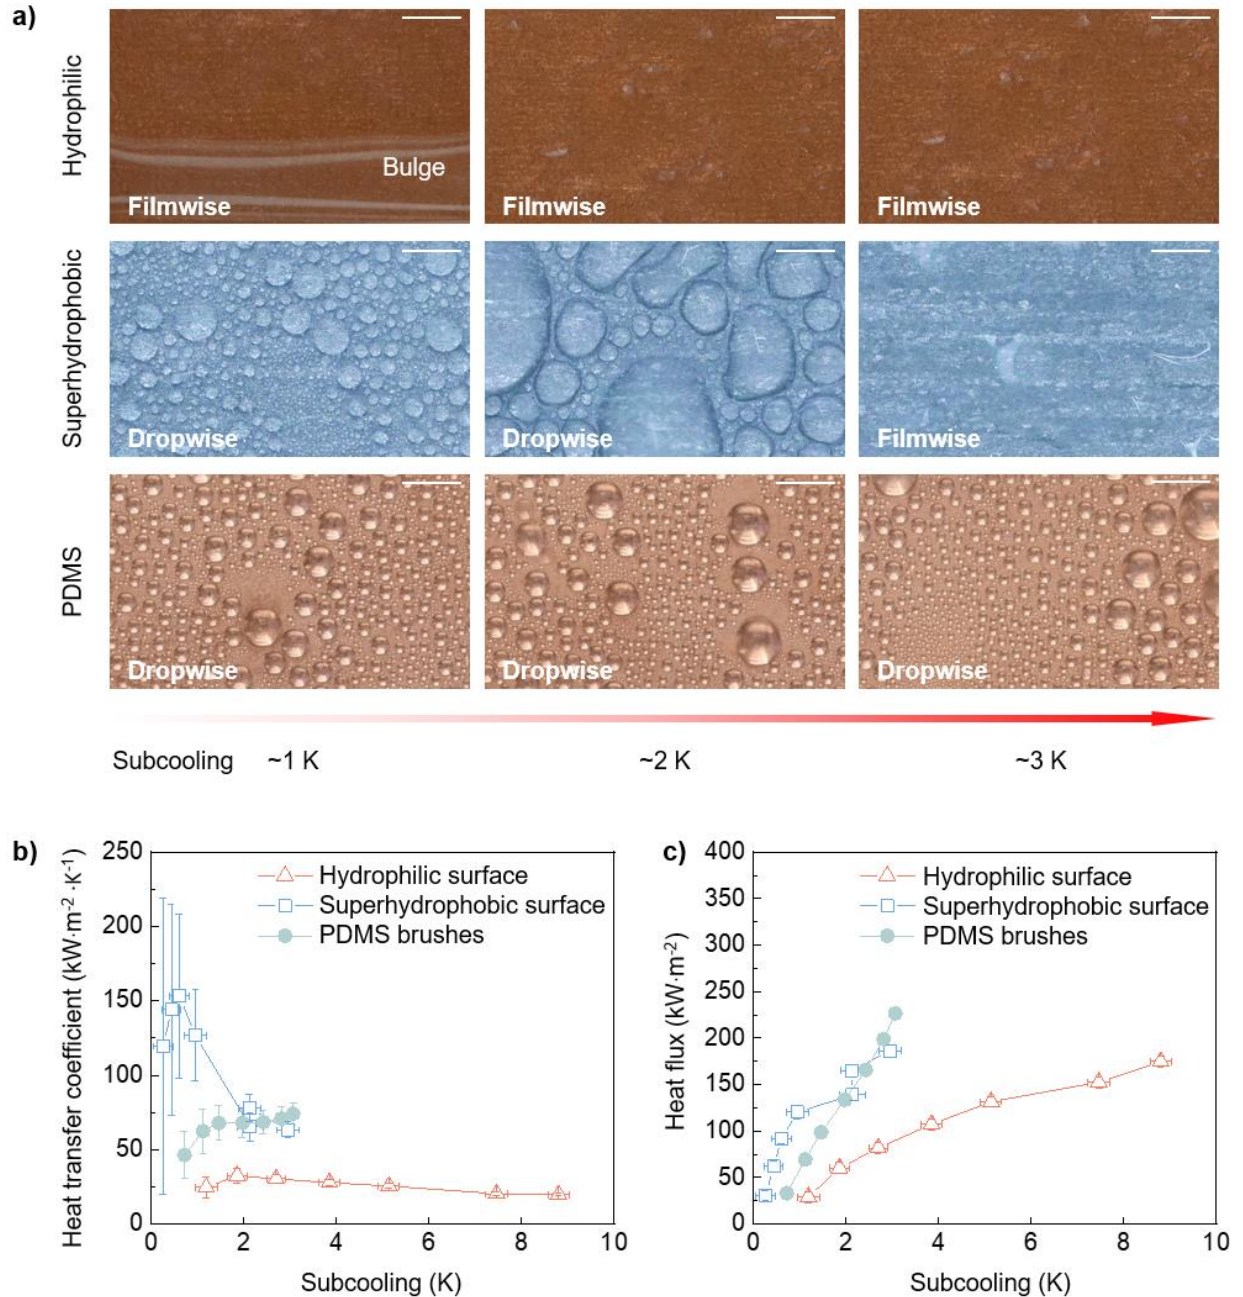 a)
Hydrophilic
Bulge
Filmwise
Filmwise
Filmwise
Superhydrophobic
Dropwise
Dropwise
Filmwise
PDMS
Dropwise
Dropwise
Dropwise
Subcooling ~1 K ~2 K ~3 K
b)
Heat transfer coefficient (kW·m⁻²·K⁻¹)
250
200
150
100
50
0
Hydrophilic surface
Superhydrophobic surface
PDMS brushes
0 2 4 6 8 10
Subcooling (K)
c)
Heat flux (kW·m⁻²)
400
350
300
250
200
150
100
50
0
Hydrophilic surface
Superhydrophobic surface
PDMS brushes
0 2 4 6 8 10
Subcooling (K)